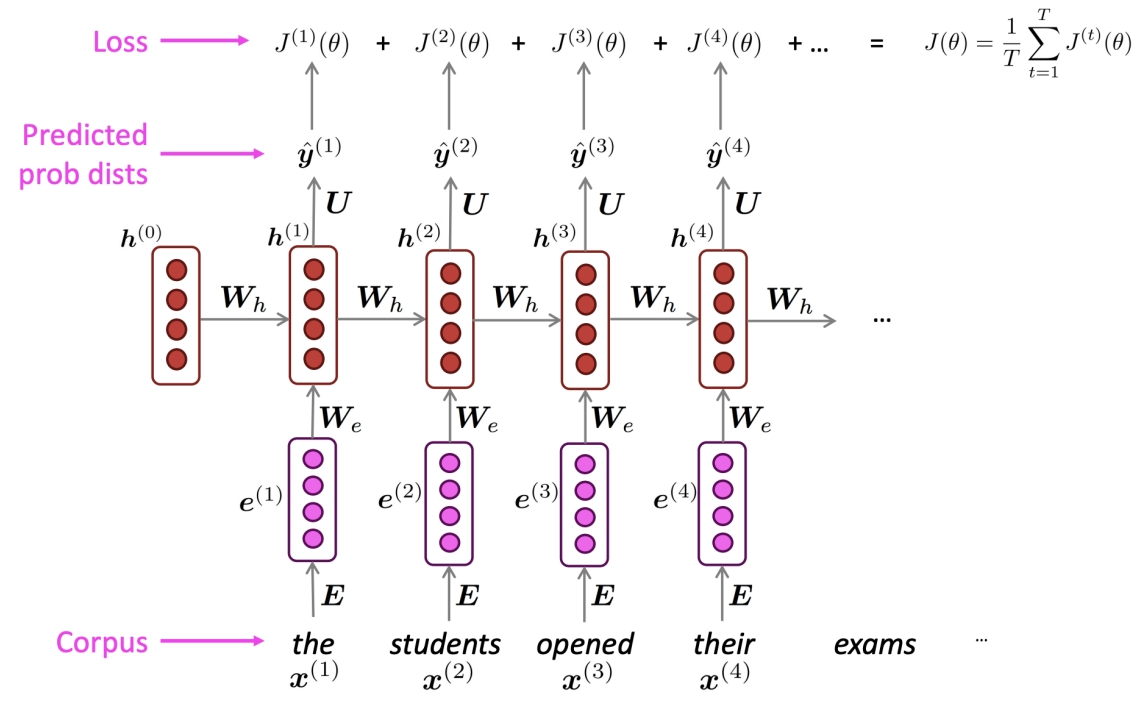 Loss J^{(1)}(θ) + J^{(2)}(θ) + J^{(3)}(θ) + J^{(4)}(θ) + ... = J(θ) = \frac{1}{T} \sum_{t=1}^{T} J^{(t)}(θ)
Predicted
prob dists
ŷ^{(1)} ŷ^{(2)} ŷ^{(3)} ŷ^{(4)}
U U U U
h^{(0)} h^{(1)} h^{(2)} h^{(3)} h^{(4)}
W_h W_h W_h W_h W_h ...
W_e W_e W_e W_e
e^{(1)} e^{(2)} e^{(3)} e^{(4)}
E E E E
Corpus the students opened their exams ...
x^{(1)} x^{(2)} x^{(3)} x^{(4)}